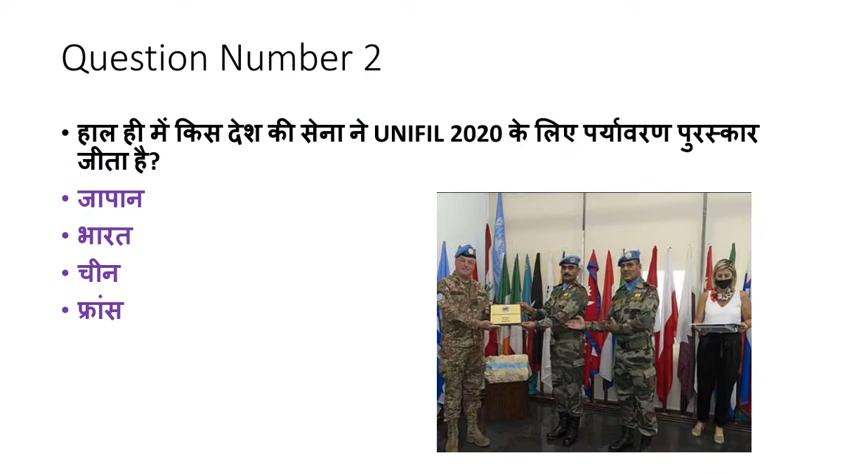 Question Number 2
• हाल ही में किस देश की सेना ने UNIFIL 2020 के लिए पर्यावरण पुरस्कार
जीता है?
• जापान
• भारत
• चीन
• फ्रांस